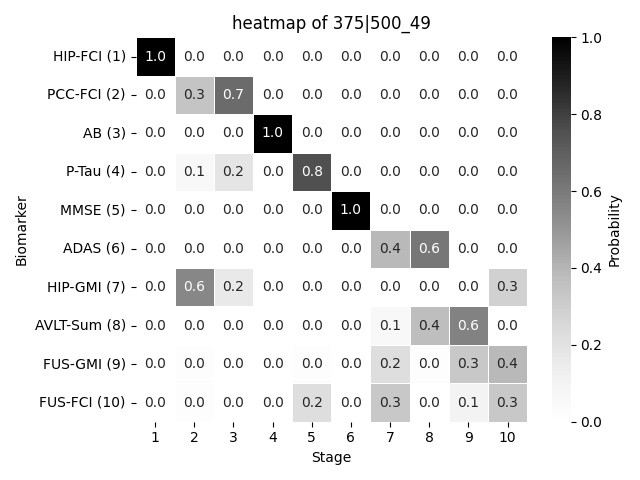 heatmap of 375|500_49
HIP-FCI (1) 1.0 0.0 0.0 0.0 0.0 0.0 0.0 0.0 0.0 0.0
PCC-FCI (2) 0.0 0.3 0.7 0.0 0.0 0.0 0.0 0.0 0.0 0.0
AB (3) 0.0 0.0 0.0 1.0 0.0 0.0 0.0 0.0 0.0 0.0
P-Tau (4) 0.0 0.1 0.2 0.0 0.8 0.0 0.0 0.0 0.0 0.0
MMSE (5) 0.0 0.0 0.0 0.0 0.0 1.0 0.0 0.0 0.0 0.0
ADAS (6) 0.0 0.0 0.0 0.0 0.0 0.0 0.4 0.6 0.0 0.0
HIP-GMI (7) 0.0 0.6 0.2 0.0 0.0 0.0 0.0 0.0 0.0 0.3
AVLT-Sum (8) 0.0 0.0 0.0 0.0 0.0 0.0 0.1 0.4 0.6 0.0
FUS-GMI (9) 0.0 0.0 0.0 0.0 0.0 0.0 0.2 0.0 0.3 0.4
FUS-FCI (10) 0.0 0.0 0.0 0.0 0.2 0.0 0.3 0.0 0.1 0.3
1 2 3 4 5 6 7 8 9 10
Stage
Biomarker
1.0
0.8
0.6
0.4
0.2
0.0
Probability